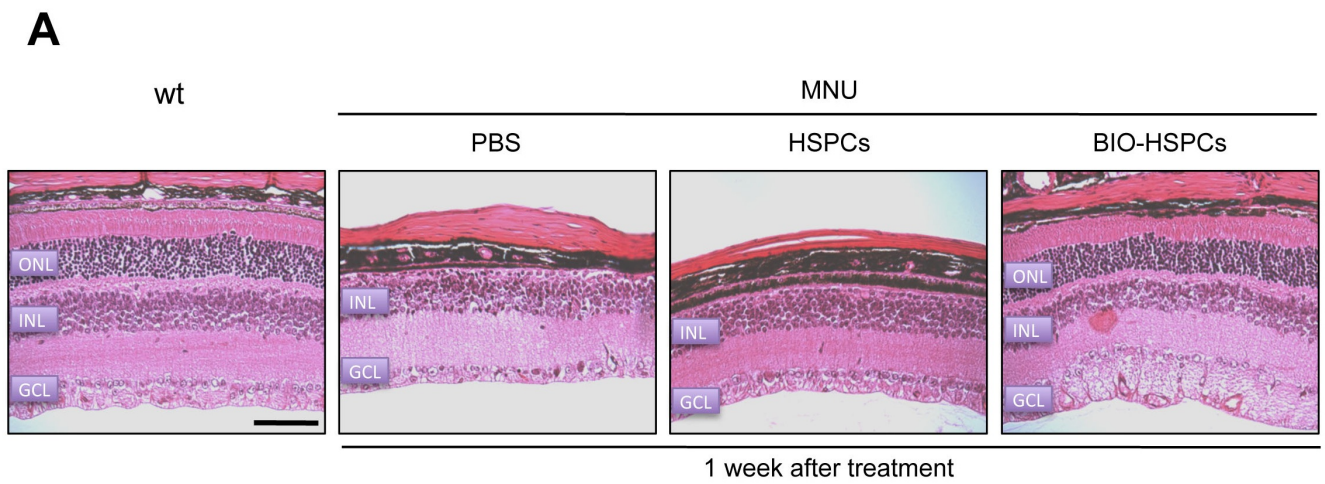 A
wt
MNU
PBS
HSPCs
BIO-HSPCs
ONL
INL
GCL
INL
GCL
INL
GCL
ONL
INL
GCL
1 week after treatment